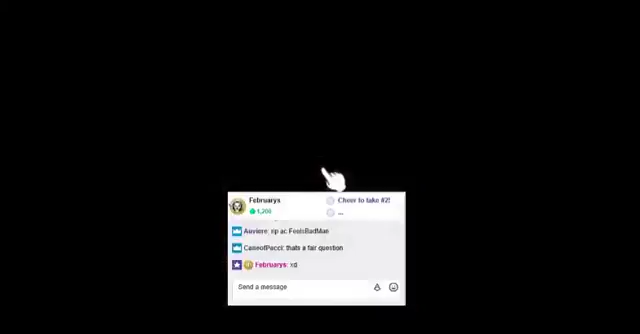 Februarys
1,200
Cheer to take #2!
...
Auviere: rip ac FeelsBadMan
CaneofPacci: thats a fair question
Februarys: xd
Send a message